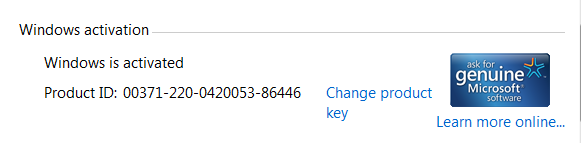 Windows activation
Windows is activated
Product ID: 00371-220-0420053-86446
Change product
key
ask for
genuine
Microsoft
software
Learn more online...